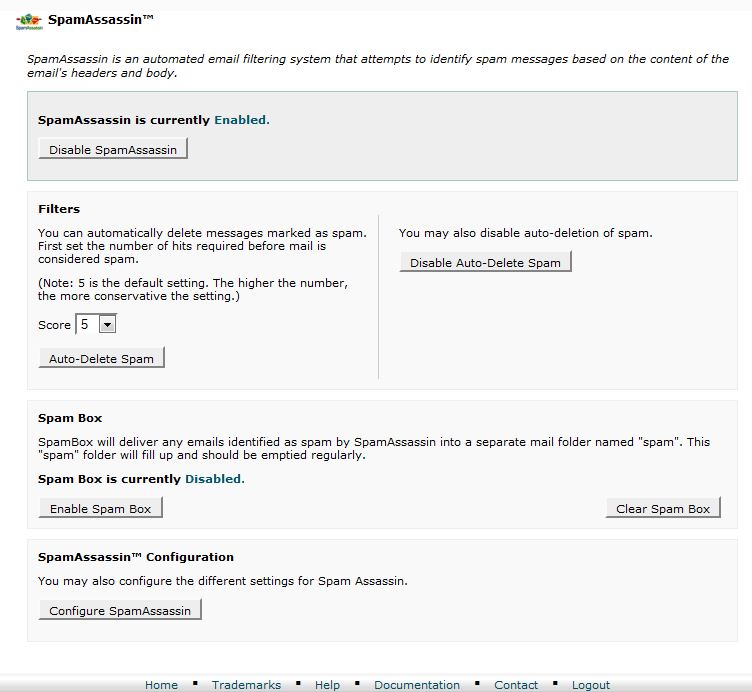 SpamAssassin™
SpamAssassin is an automated email filtering system that attempts to identify spam messages based on the content of the
email's headers and body.
SpamAssassin is currently Enabled.
Disable SpamAssassin
Filters
You can automatically delete messages marked as spam.
First set the number of hits required before mail is
considered spam.
(Note: 5 is the default setting. The higher the number,
the more conservative the setting.)
Score 5
Auto-Delete Spam
You may also disable auto-deletion of spam.
Disable Auto-Delete Spam
Spam Box
SpamBox will deliver any emails identified as spam by SpamAssassin into a separate mail folder named "spam". This
"spam" folder will fill up and should be emptied regularly.
Spam Box is currently Disabled.
Enable Spam Box
Clear Spam Box
SpamAssassin™ Configuration
You may also configure the different settings for Spam Assassin.
Configure SpamAssassin
Home ▪ Trademarks ▪ Help ▪ Documentation ▪ Contact ▪ Logout